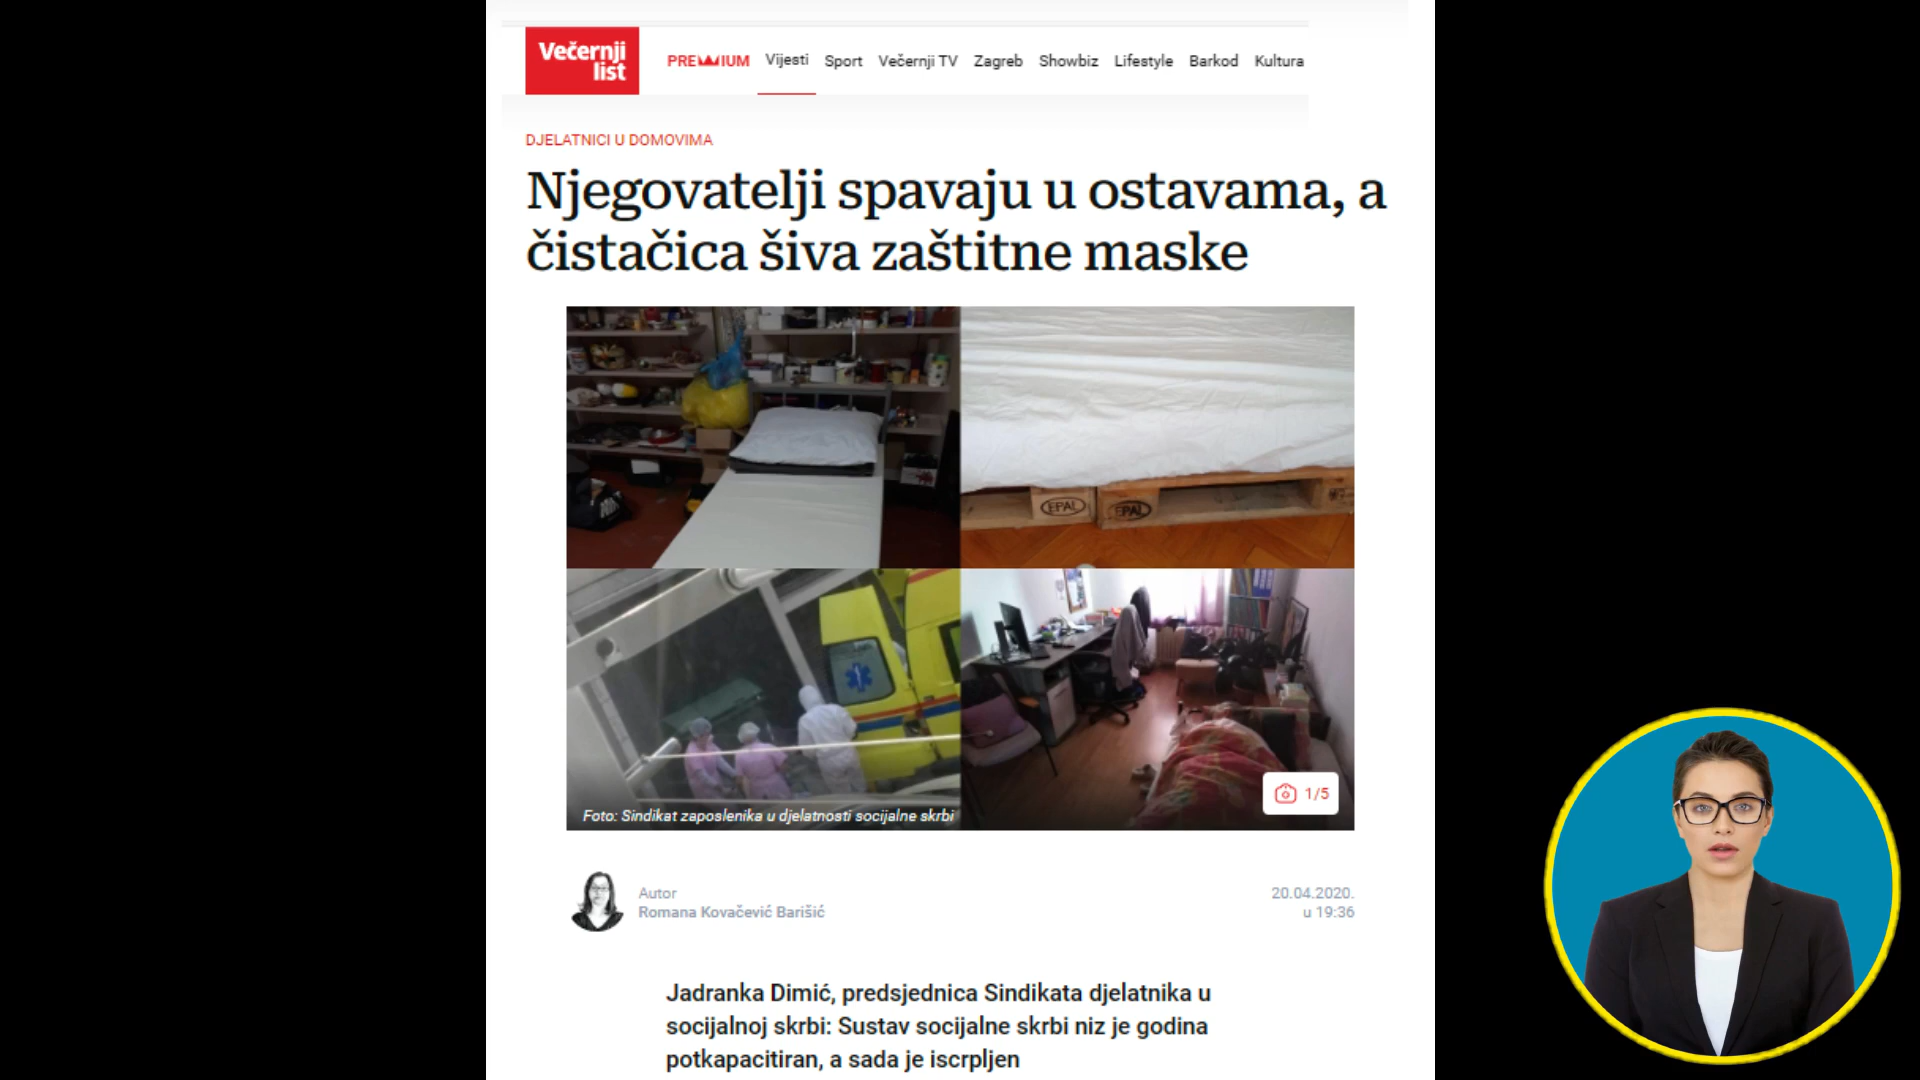 Večernji
list
PREMIUM Vijesti Sport Večernji TV Zagreb Showbiz Lifestyle Barkod Kultura
DJELATNICI U DOMOVIMA
Njegovatelji spavaju u ostavama, a
čistačica šiva zaštitne maske
EPAL EPAL
Foto: Sindikat zaposlenika u djelatnosti socijalne skrbi
1/5
Autor
Romana Kovačević Barišić
20.04.2020.
u 19:36
Jadranka Dimić, predsjednica Sindikata djelatnika u
socijalnoj skrbi: Sustav socijalne skrbi niz je godina
potkapacitiran, a sada je iscrpljen